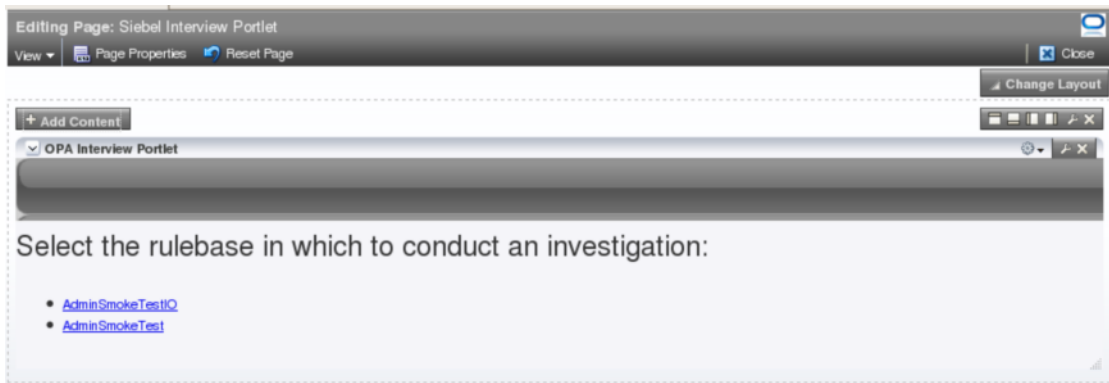 Editing Page: Siebel Interview Portlet
View Page Properties Reset Page Close
Change Layout
+ Add Content
OPA Interview Portlet
Select the rulebase in which to conduct an investigation:
• AdminSmokeTestIO
• AdminSmokeTest